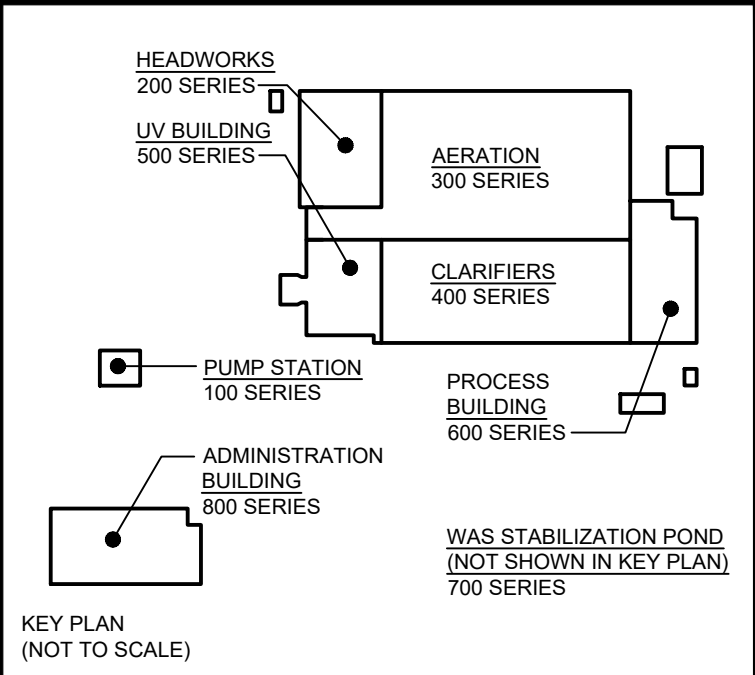 HEADWORKS
200 SERIES
UV BUILDING
500 SERIES
AERATION
300 SERIES
CLARIFIERS
400 SERIES
PUMP STATION
100 SERIES
PROCESS
BUILDING
600 SERIES
ADMINISTRATION
BUILDING
800 SERIES
WAS STABILIZATION POND
(NOT SHOWN IN KEY PLAN)
700 SERIES
KEY PLAN
(NOT TO SCALE)